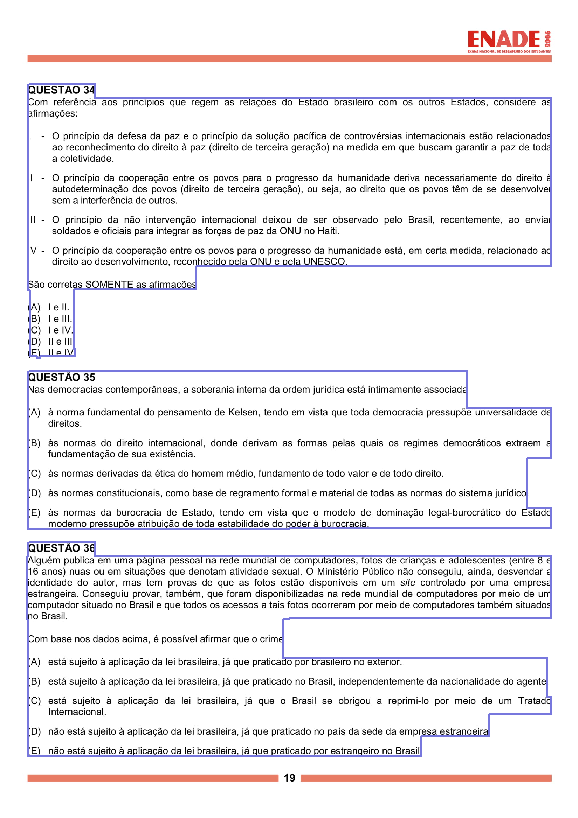 ENADE 2006
EXAME NACIONAL DE DESEMPENHO DOS ESTUDANTES
QUESTÃO 34
Com referência aos princípios que regem as relações do Estado brasileiro com os outros Estados, considere as
afirmações:
- O princípio da defesa da paz e o princípio da solução pacífica de controvérsias internacionais estão relacionados
ao reconhecimento do direito à paz (direito de terceira geração) na medida em que buscam garantir a paz de toda
a coletividade.
I - O princípio da cooperação entre os povos para o progresso da humanidade deriva necessariamente do direito à
autodeterminação dos povos (direito de terceira geração), ou seja, ao direito que os povos têm de se desenvolver
sem a interferência de outros.
II - O princípio da não intervenção internacional deixou de ser observado pelo Brasil, recentemente, ao enviar
soldados e oficiais para integrar as forças de paz da ONU no Haiti.
IV - O princípio da cooperação entre os povos para o progresso da humanidade está, em certa medida, relacionado ao
direito ao desenvolvimento, reconhecido pela ONU e pela UNESCO.
São corretas SOMENTE as afirmações
(A) I e II.
(B) I e III.
(C) I e IV.
(D) II e III.
(E) II e IV.
QUESTÃO 35
Nas democracias contemporâneas, a soberania interna da ordem jurídica está intimamente associada
(A) à norma fundamental do pensamento de Kelsen, tendo em vista que toda democracia pressupõe universalidade de
direitos.
(B) às normas do direito internacional, donde derivam as formas pelas quais os regimes democráticos extraem a
fundamentação de sua existência.
(C) às normas derivadas da ética do homem médio, fundamento de todo valor e de todo direito.
(D) às normas constitucionais, como base de regramento formal e material de todas as normas do sistema jurídico.
(E) às normas da burocracia de Estado, tendo em vista que o modelo de dominação legal-burocrático do Estado
moderno pressupõe atribuição de toda estabilidade do poder à burocracia.
QUESTÃO 36
Alguém publica em uma página pessoal na rede mundial de computadores, fotos de crianças e adolescentes (entre 8 e
16 anos) nuas ou em situações que denotam atividade sexual. O Ministério Público não conseguiu, ainda, desvendar a
identidade do autor, mas tem provas de que as fotos estão disponíveis em um site controlado por uma empresa
estrangeira. Conseguiu provar, também, que foram disponibilizadas na rede mundial de computadores por meio de um
computador situado no Brasil e que todos os acessos a tais fotos ocorreram por meio de computadores também situados
no Brasil.
Com base nos dados acima, é possível afirmar que o crime
(A) está sujeito à aplicação da lei brasileira, já que praticado por brasileiro no exterior.
(B) está sujeito à aplicação da lei brasileira, já que praticado no Brasil, independentemente da nacionalidade do agente.
(C) está sujeito à aplicação da lei brasileira, já que o Brasil se obrigou a reprimi-lo por meio de um Tratado
Internacional.
(D) não está sujeito à aplicação da lei brasileira, já que praticado no país da sede da empresa estrangeira.
(E) não está sujeito à aplicação da lei brasileira, já que praticado por estrangeiro no Brasil.
19